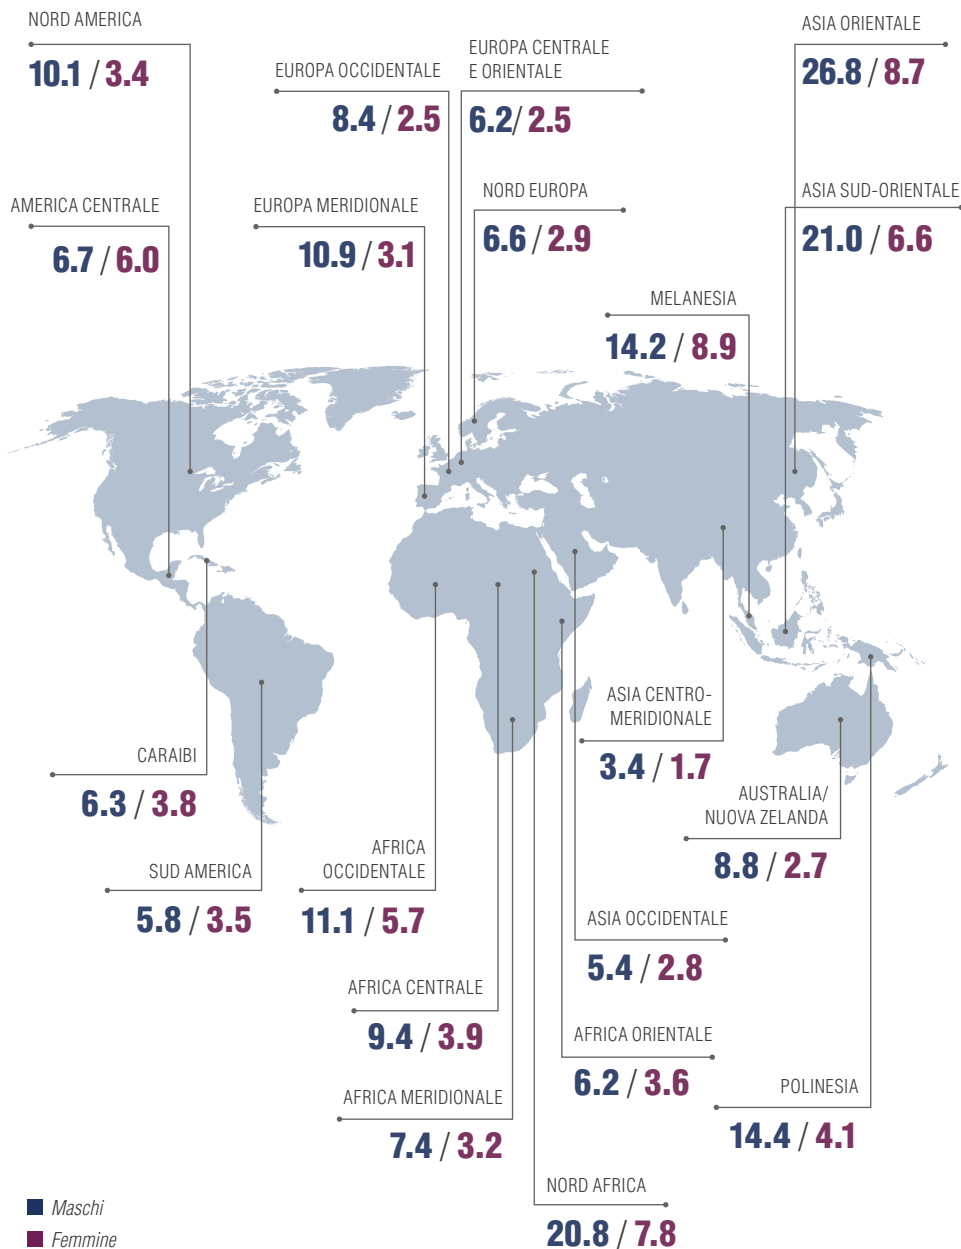 NORD AMERICA
10.1 / 3.4
EUROPA OCCIDENTALE
8.4 / 2.5
EUROPA CENTRALE
E ORIENTALE
6.2/ 2.5
ASIA ORIENTALE
26.8 / 8.7
AMERICA CENTRALE
6.7 / 6.0
EUROPA MERIDIONALE
10.9 / 3.1
NORD EUROPA
6.6 / 2.9
ASIA SUD-ORIENTALE
21.0 / 6.6
MELANESIA
14.2 / 8.9
ASIA CENTRO-
MERIDIONALE
3.4 / 1.7
CARAIBI
6.3 / 3.8
AUSTRALIA/
NUOVA ZELANDA
8.8 / 2.7
SUD AMERICA
5.8 / 3.5
AFRICA
OCCIDENTALE
11.1 / 5.7
ASIA OCCIDENTALE
5.4 / 2.8
AFRICA CENTRALE
9.4 / 3.9
AFRICA ORIENTALE
6.2 / 3.6
AFRICA MERIDIONALE
7.4 / 3.2
POLINESIA
14.4 / 4.1
NORD AFRICA
20.8 / 7.8
Maschi
Femmine